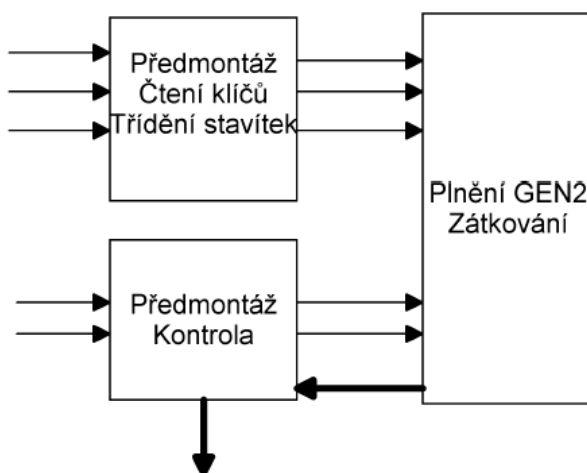 Předmontáž
Čtení klíčů
Třídění stavítek
Plnění GEN2
Zátkování
Předmontáž
Kontrola